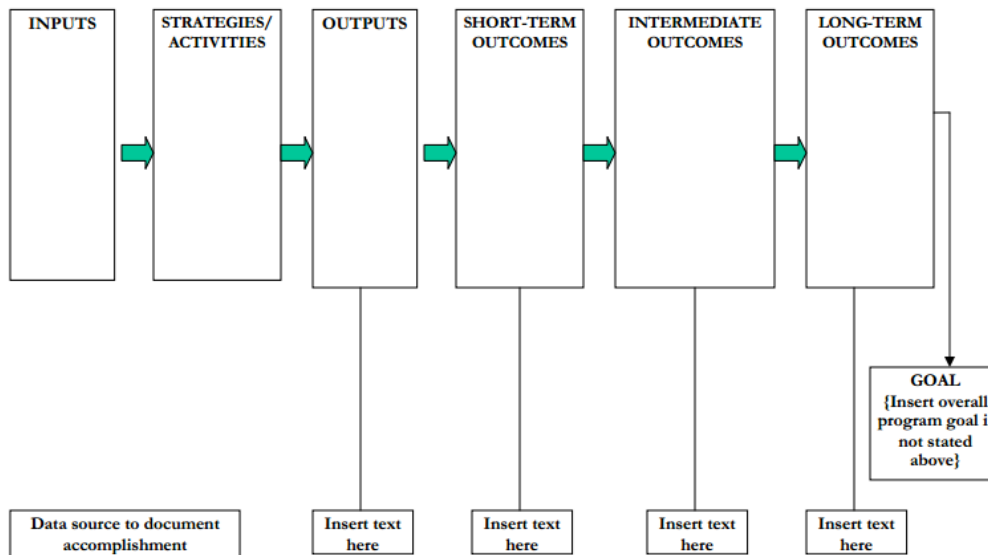 INPUTS
STRATEGIES/
ACTIVITIES
OUTPUTS
SHORT-TERM
OUTCOMES
INTERMEDIATE
OUTCOMES
LONG-TERM
OUTCOMES
GOAL
{Insert overall
program goal i
not stated
above}
Data source to document
accomplishment
Insert text
here
Insert text
here
Insert text
here
Insert text
here